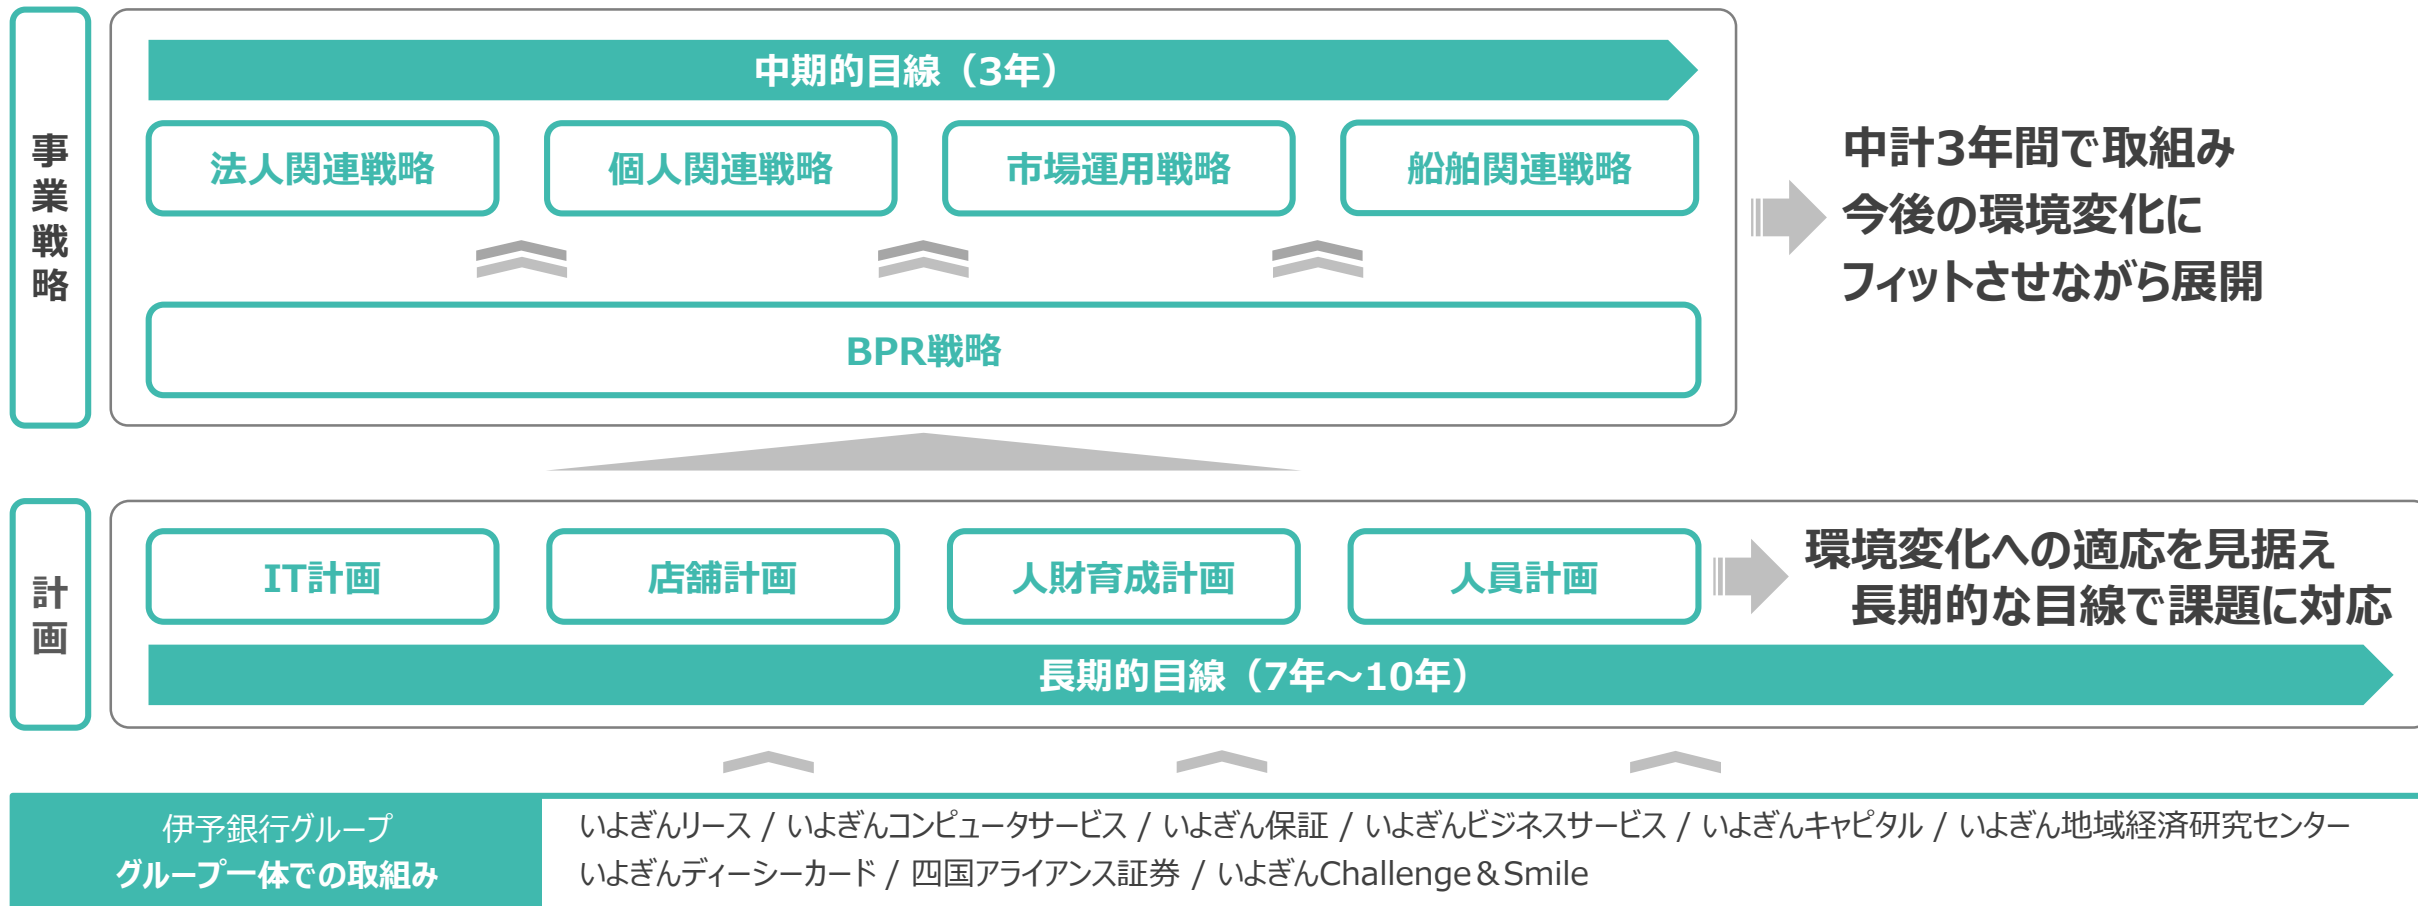 事業戦略
中期的目線（3年）
法人関連戦略
個人関連戦略
市場運用戦略
船舶関連戦略
BPR戦略
中計3年間で取組み
今後の環境変化に
フィットさせながら展開
計画
IT計画
店舗計画
人財育成計画
人員計画
環境変化への適応を見据え
長期的な目線で課題に対応
長期的目線（7年～10年）
伊予銀行グループ
グループ一体での取組み
いよぎんリース / いよぎんコンピュータサービス / いよぎん保証 / いよぎんビジネスサービス / いよぎんキャピタル / いよぎん地域経済研究センター
いよぎんディーシーカード / 四国アライアンス証券 / いよぎんChallenge＆Smile